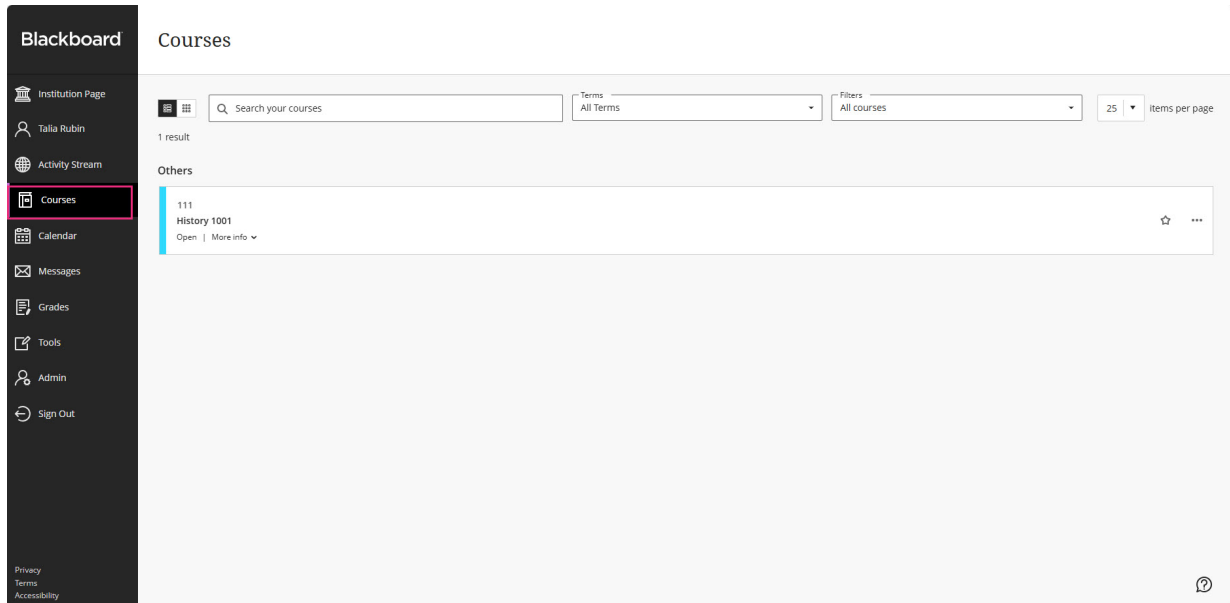 Blackboard
Institution Page
Talia Rubin
Activity Stream
Courses
Calendar
Messages
Grades
Tools
Admin
Sign Out
Privacy
Terms
Accessibility
Courses
Search your courses
Terms
All Terms
Filters
All courses
25
items per page
1 result
Others
111
History 1001
Open | More info